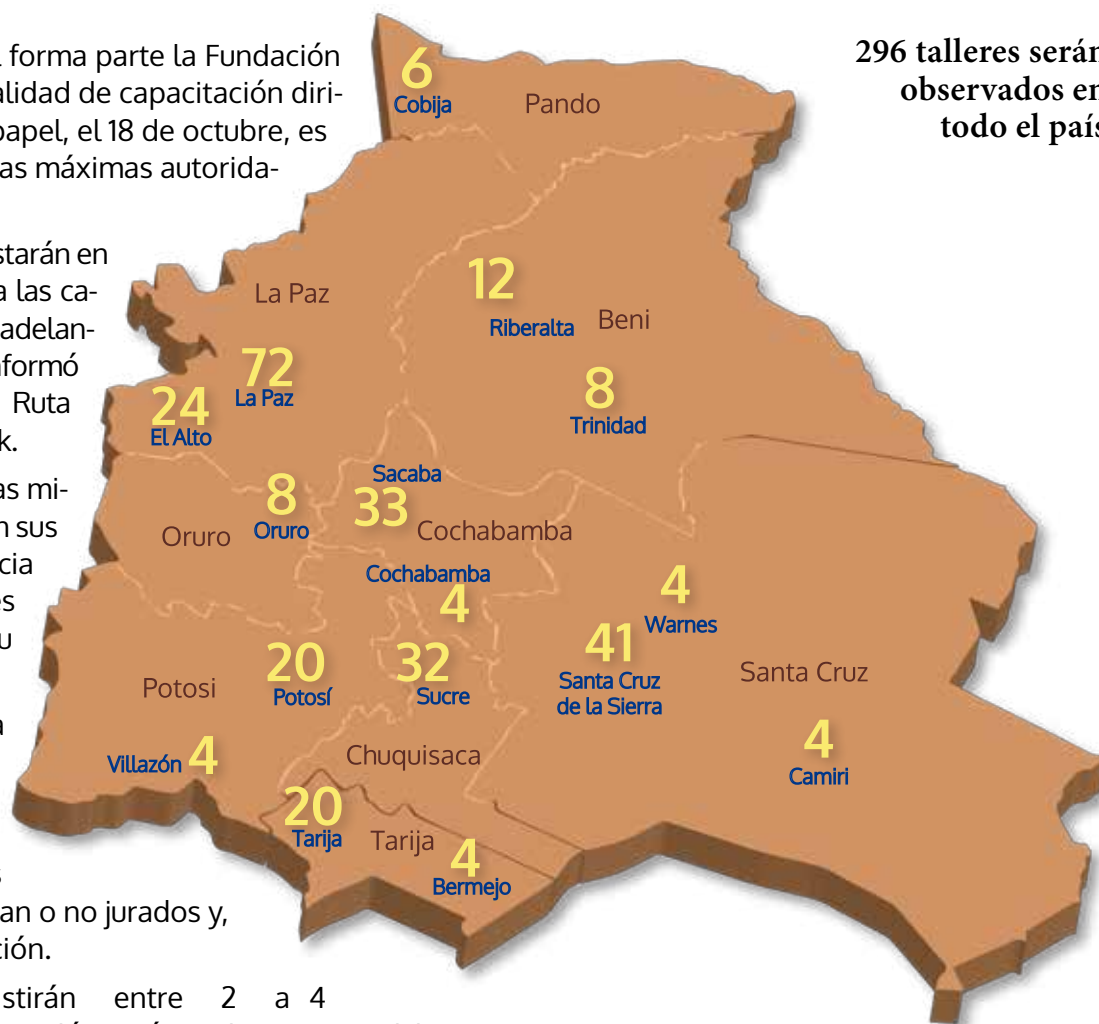 forma parte la Fundación
alidad de capacitación diri-
papel, el 18 de octubre, es
as máximas autorida-
starán en
a las ca-
adelan-
formó
Ruta
k.
as mi-
n sus
cia
es
u
a
s
an o no jurados y,
ción.
stirán entre 2 a 4
296 talleres serán
observados en
todo el país
6
Cobija
Pando
12
Riberalta
Beni
La Paz
72
La Paz
24
El Alto
8
Trinidad
Sacaba
33
Cochabamba
8
Oruro
Oruro
Cochabamba
4
4
Warnes
41
Santa Cruz
de la Sierra
Santa Cruz
20
Potosí
32
Sucre
Potosi
Villazón 4
Chuquisaca
4
Camiri
20
Tarija
Tarija
4
Bermejo